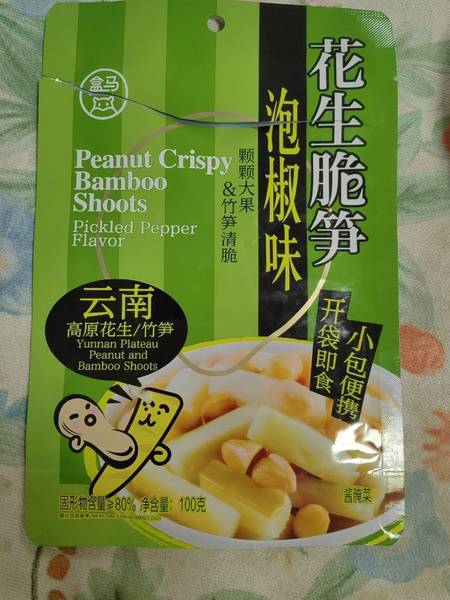 盒马
花生脆笋
泡椒味
颗颗大果
&竹笋清脆
Peanut Crispy
Bamboo
Shoots
Pickled Pepper
Flavor
云南
高原花生/竹笋
Yunnan Plateau
Peanut and
Bamboo Shoots
小包便携
开袋即食
酱腌菜
固形物含量≥80% 净含量: 100克